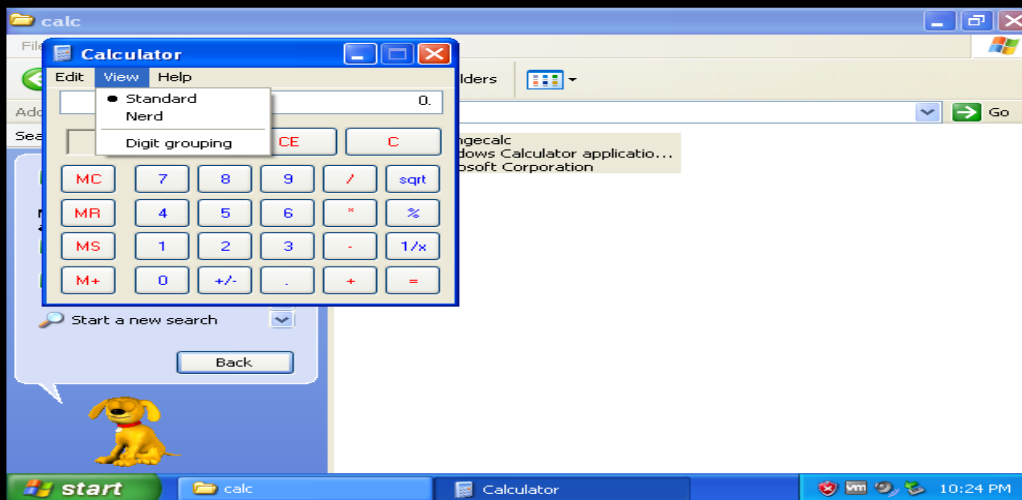 calc
Calculator
Edit View Help
Standard
Nerd
Digit grouping
0.
CE C
MC 7 8 9 / sqrt
MR 4 5 6 * %
MS 1 2 3 - 1/x
M+ 0 +/- . + =
lders
Go
ngecalc
dows Calculator applicatio...
osoft Corporation
Start a new search
Back
start
calc
Calculator
vm
10:24 PM